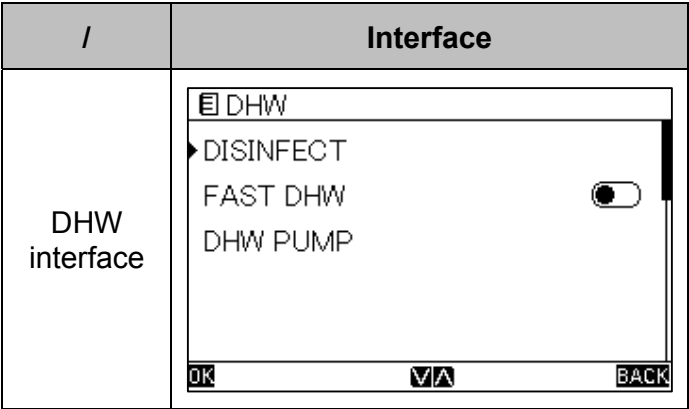 / Interface
DHW interface
DHW
DISINFECT
FAST DHW
DHW PUMP
OK BACK